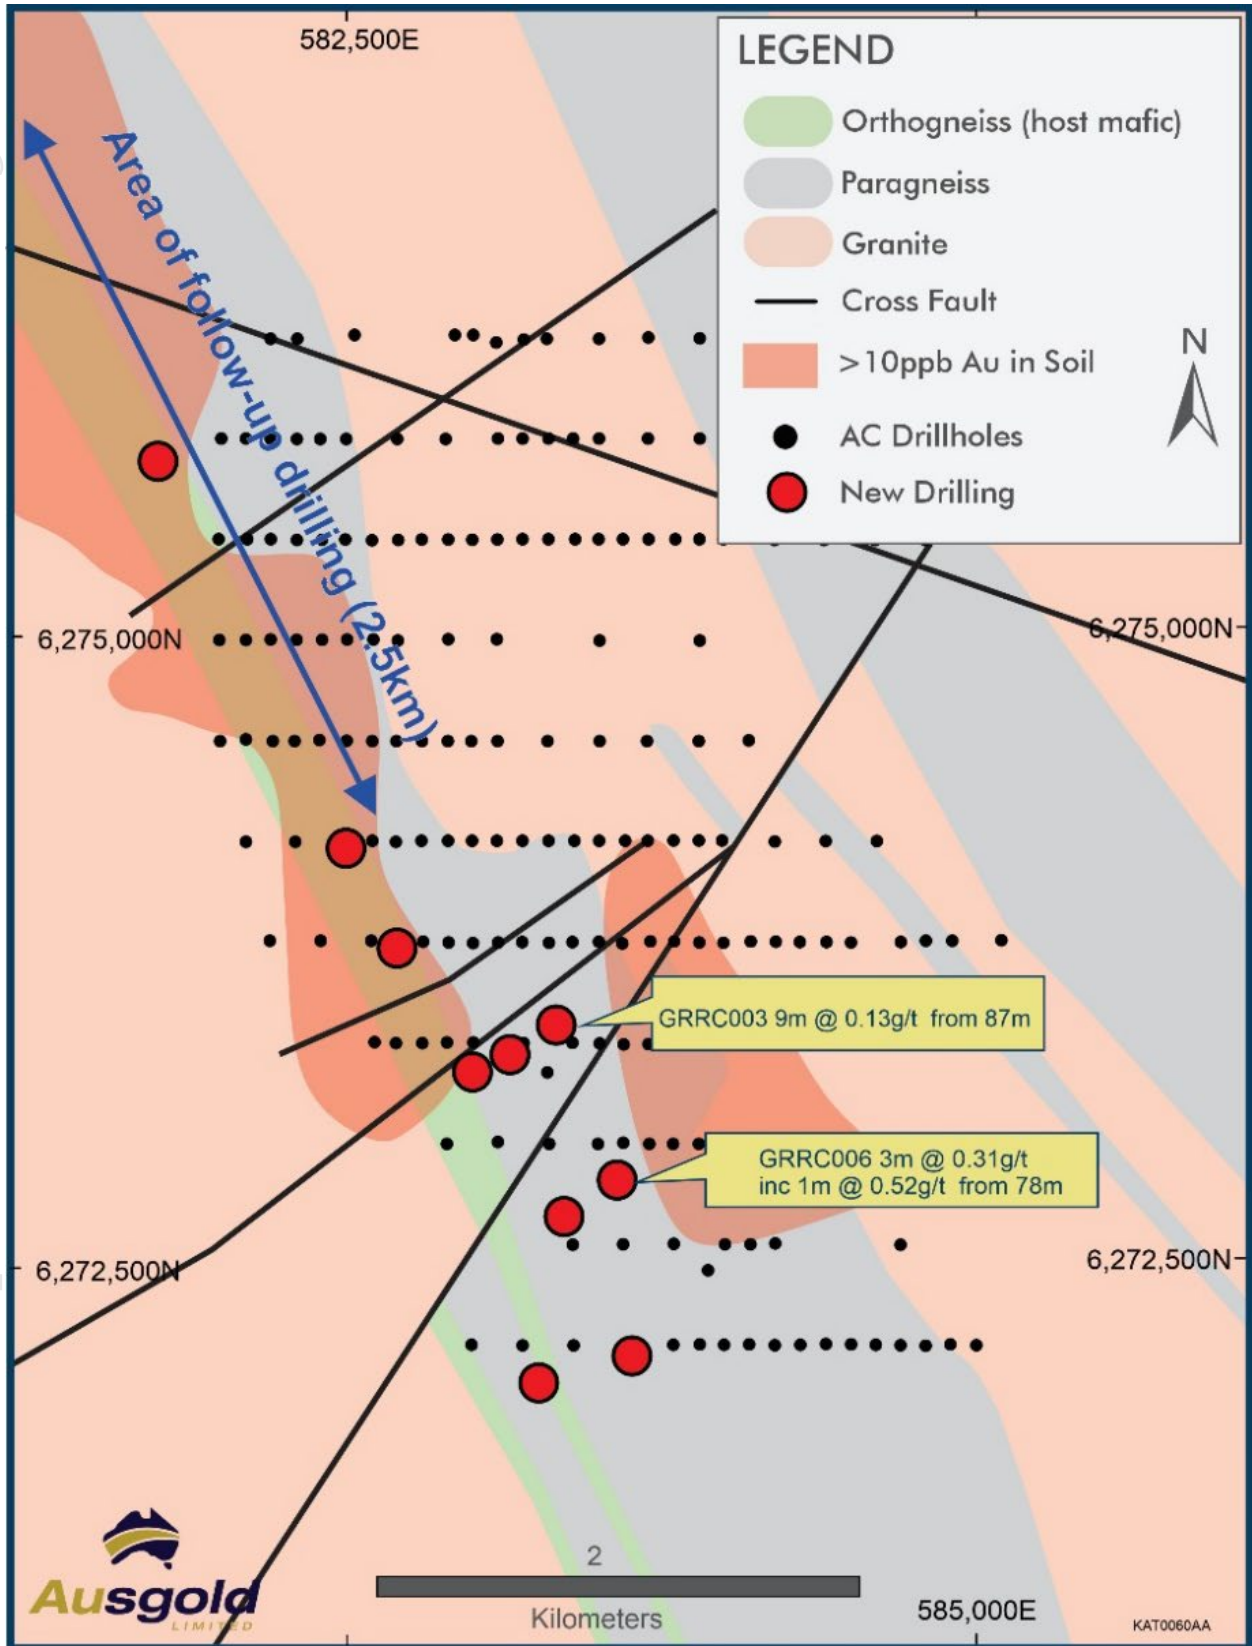 582,500E
LEGEND
Orthogneiss (host mafic)
Paragneiss
Granite
Cross Fault
>10ppb Au in Soil
AC Drillholes
New Drilling
N
Area of follow-up drilling (2.5km)
6,275,000N
6,275,000N
GRRC003 9m @ 0.13g/t from 87m
GRRC006 3m @ 0.31g/t
inc 1m @ 0.52g/t from 78m
6,272,500N
6,272,500N
2
Kilometers
Ausgold
LIMITED
585,000E
KAT0060AA